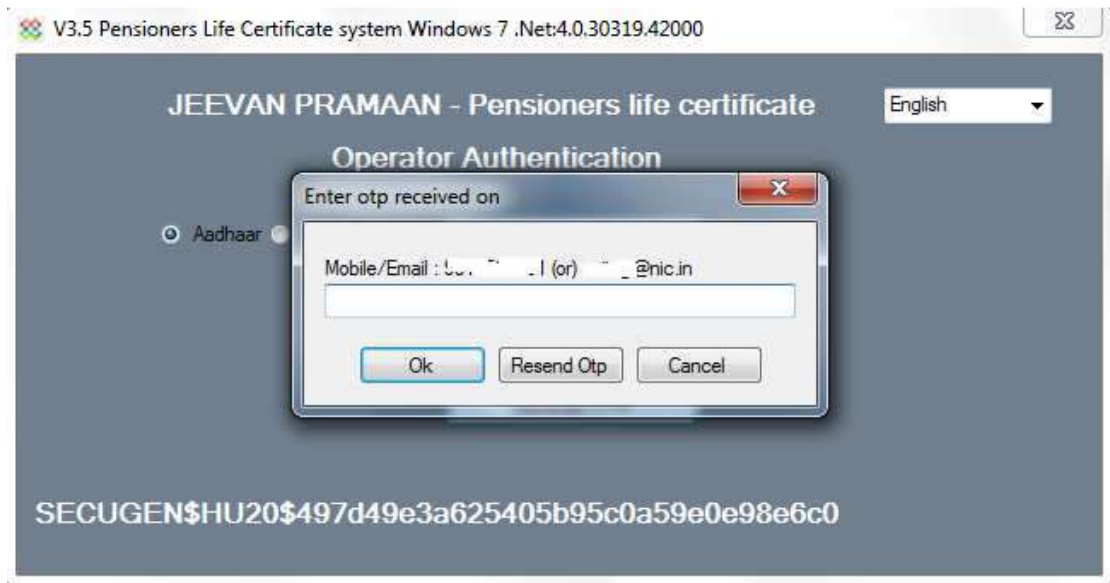 V3.5 Pensioners Life Certificate system Windows 7 .Net:4.0.30319.42000
JEEVAN PRAMAAN - Pensioners life certificate
English
Operator Authentication
Enter otp received on
Aadhaar
Mobile/Email : (or) @nic.in
Ok
Resend Otp
Cancel
SECUGEN$HU20$497d49e3a625405b95c0a59e0e98e6c0